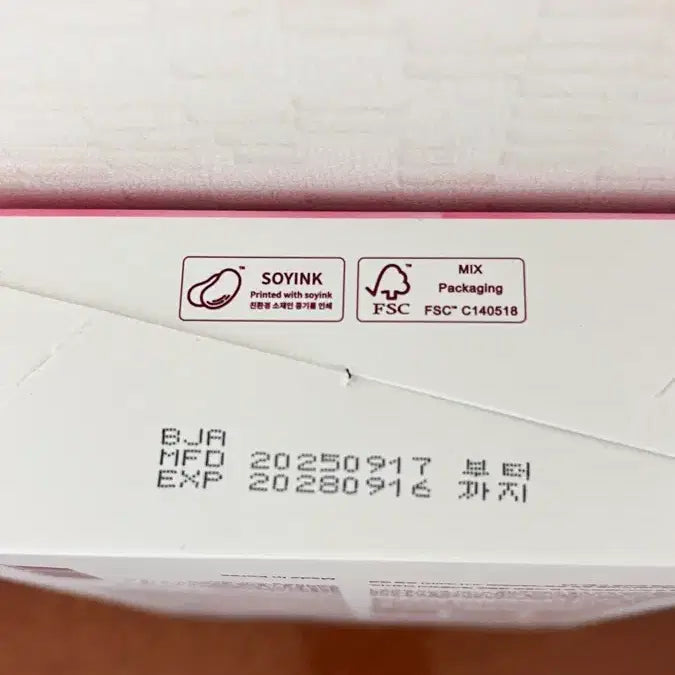 SOYINK
Printed with soyink
친환경 소재인 콩기름 인쇄
FSC
MIX
Packaging
FSC™ C140518
BJA
MFD 20250917 부터
EXP 20280916 까지